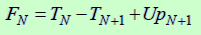 F_N = T_N − T_{N+1} + Up_{N+1}